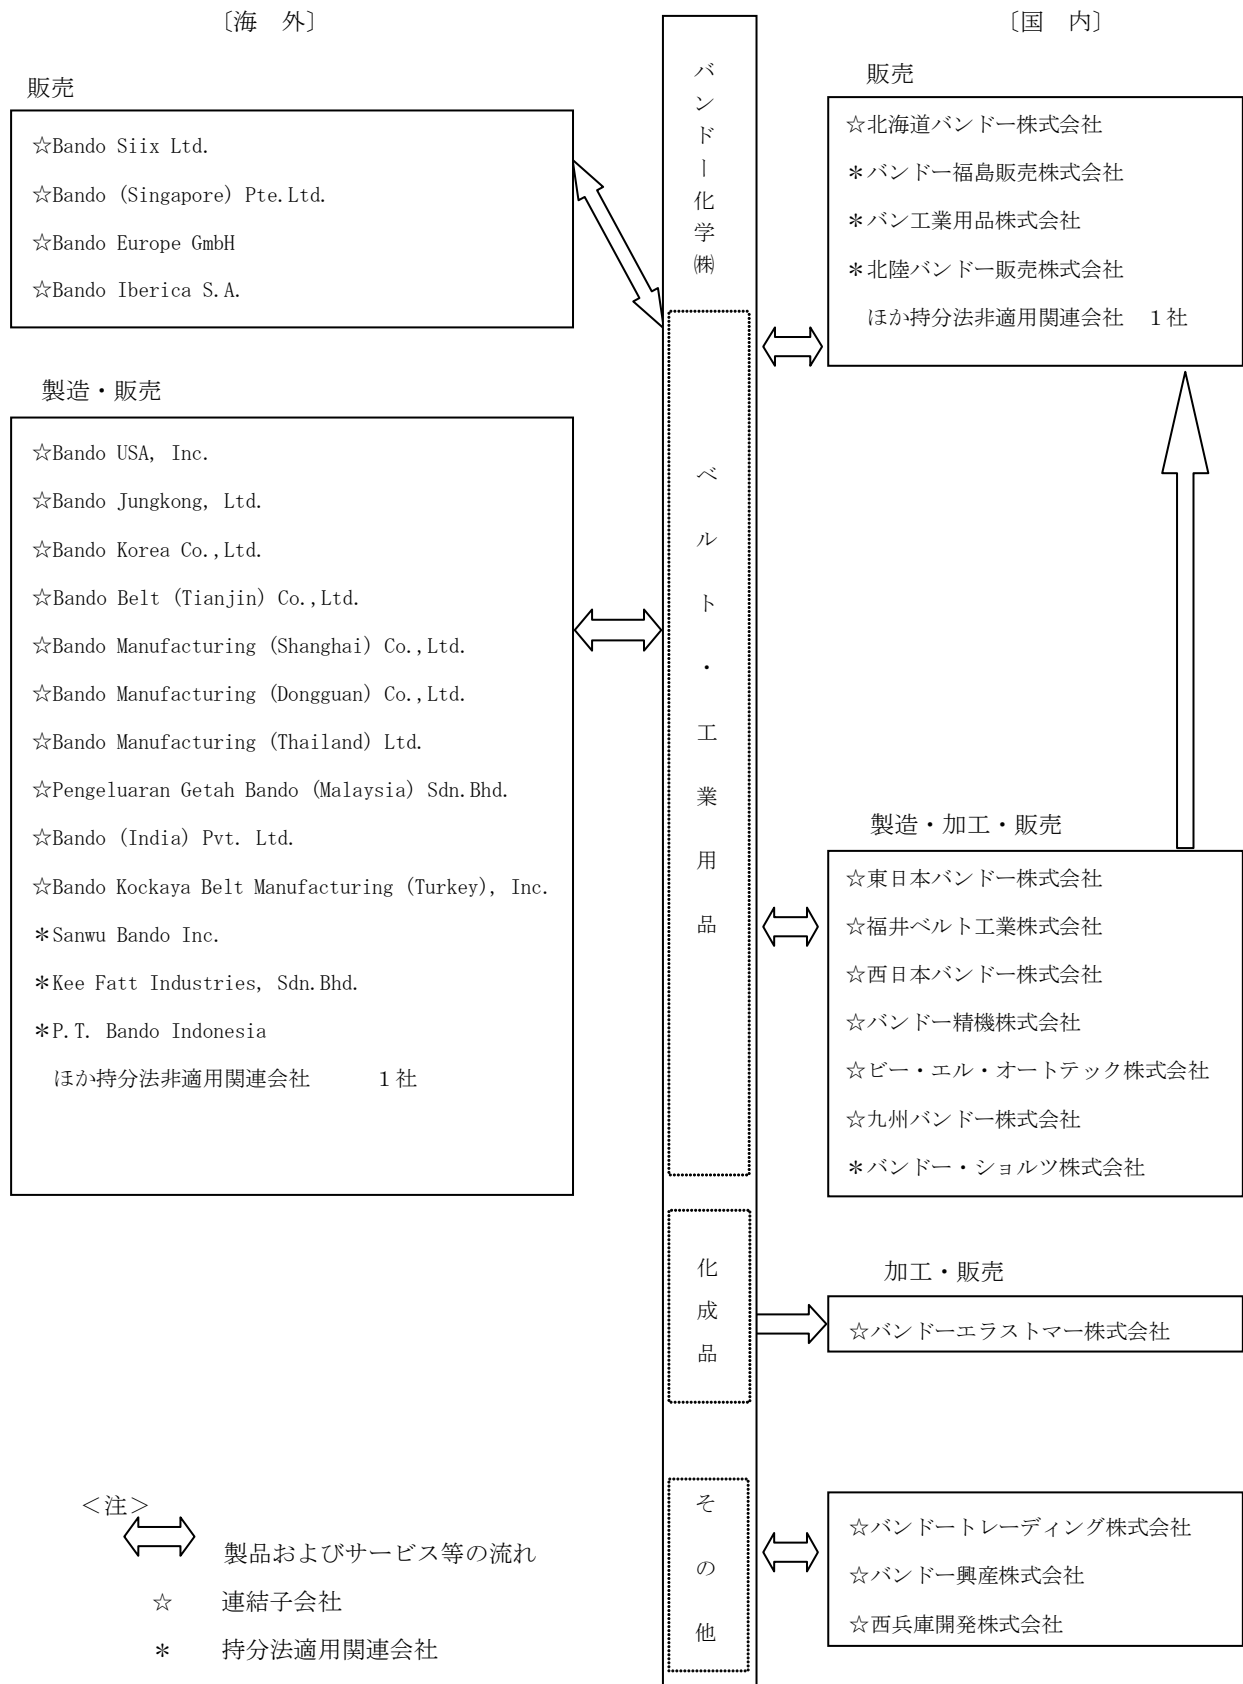 〔海　外〕
販売
☆Bando Siix Ltd.
☆Bando (Singapore) Pte.Ltd.
☆Bando Europe GmbH
☆Bando Iberica S.A.
製造・販売
☆Bando USA, Inc.
☆Bando Jungkong, Ltd.
☆Bando Korea Co.,Ltd.
☆Bando Belt (Tianjin) Co.,Ltd.
☆Bando Manufacturing (Shanghai) Co.,Ltd.
☆Bando Manufacturing (Dongguan) Co.,Ltd.
☆Bando Manufacturing (Thailand) Ltd.
☆Pengeluaran Getah Bando (Malaysia) Sdn.Bhd.
☆Bando (India) Pvt. Ltd.
☆Bando Kockaya Belt Manufacturing (Turkey), Inc.
＊Sanwu Bando Inc.
＊Kee Fatt Industries, Sdn.Bhd.
＊P.T. Bando Indonesia
ほか持分法非適用関連会社　　　１社
バンドー化学㈱
ベルト・工業用品
化成品
その他
〔国　内〕
販売
☆北海道バンドー株式会社
＊バンドー福島販売株式会社
＊バン工業用品株式会社
＊北陸バンドー販売株式会社
ほか持分法非適用関連会社　１社
製造・加工・販売
☆東日本バンドー株式会社
☆福井ベルト工業株式会社
☆西日本バンドー株式会社
☆バンドー精機株式会社
☆ビー・エル・オートテック株式会社
☆九州バンドー株式会社
＊バンドー・ショルツ株式会社
加工・販売
☆バンドーエラストマー株式会社
☆バンドートレーディング株式会社
☆バンドー興産株式会社
☆西兵庫開発株式会社
＜注＞
製品およびサービス等の流れ
☆　連結子会社
＊　持分法適用関連会社